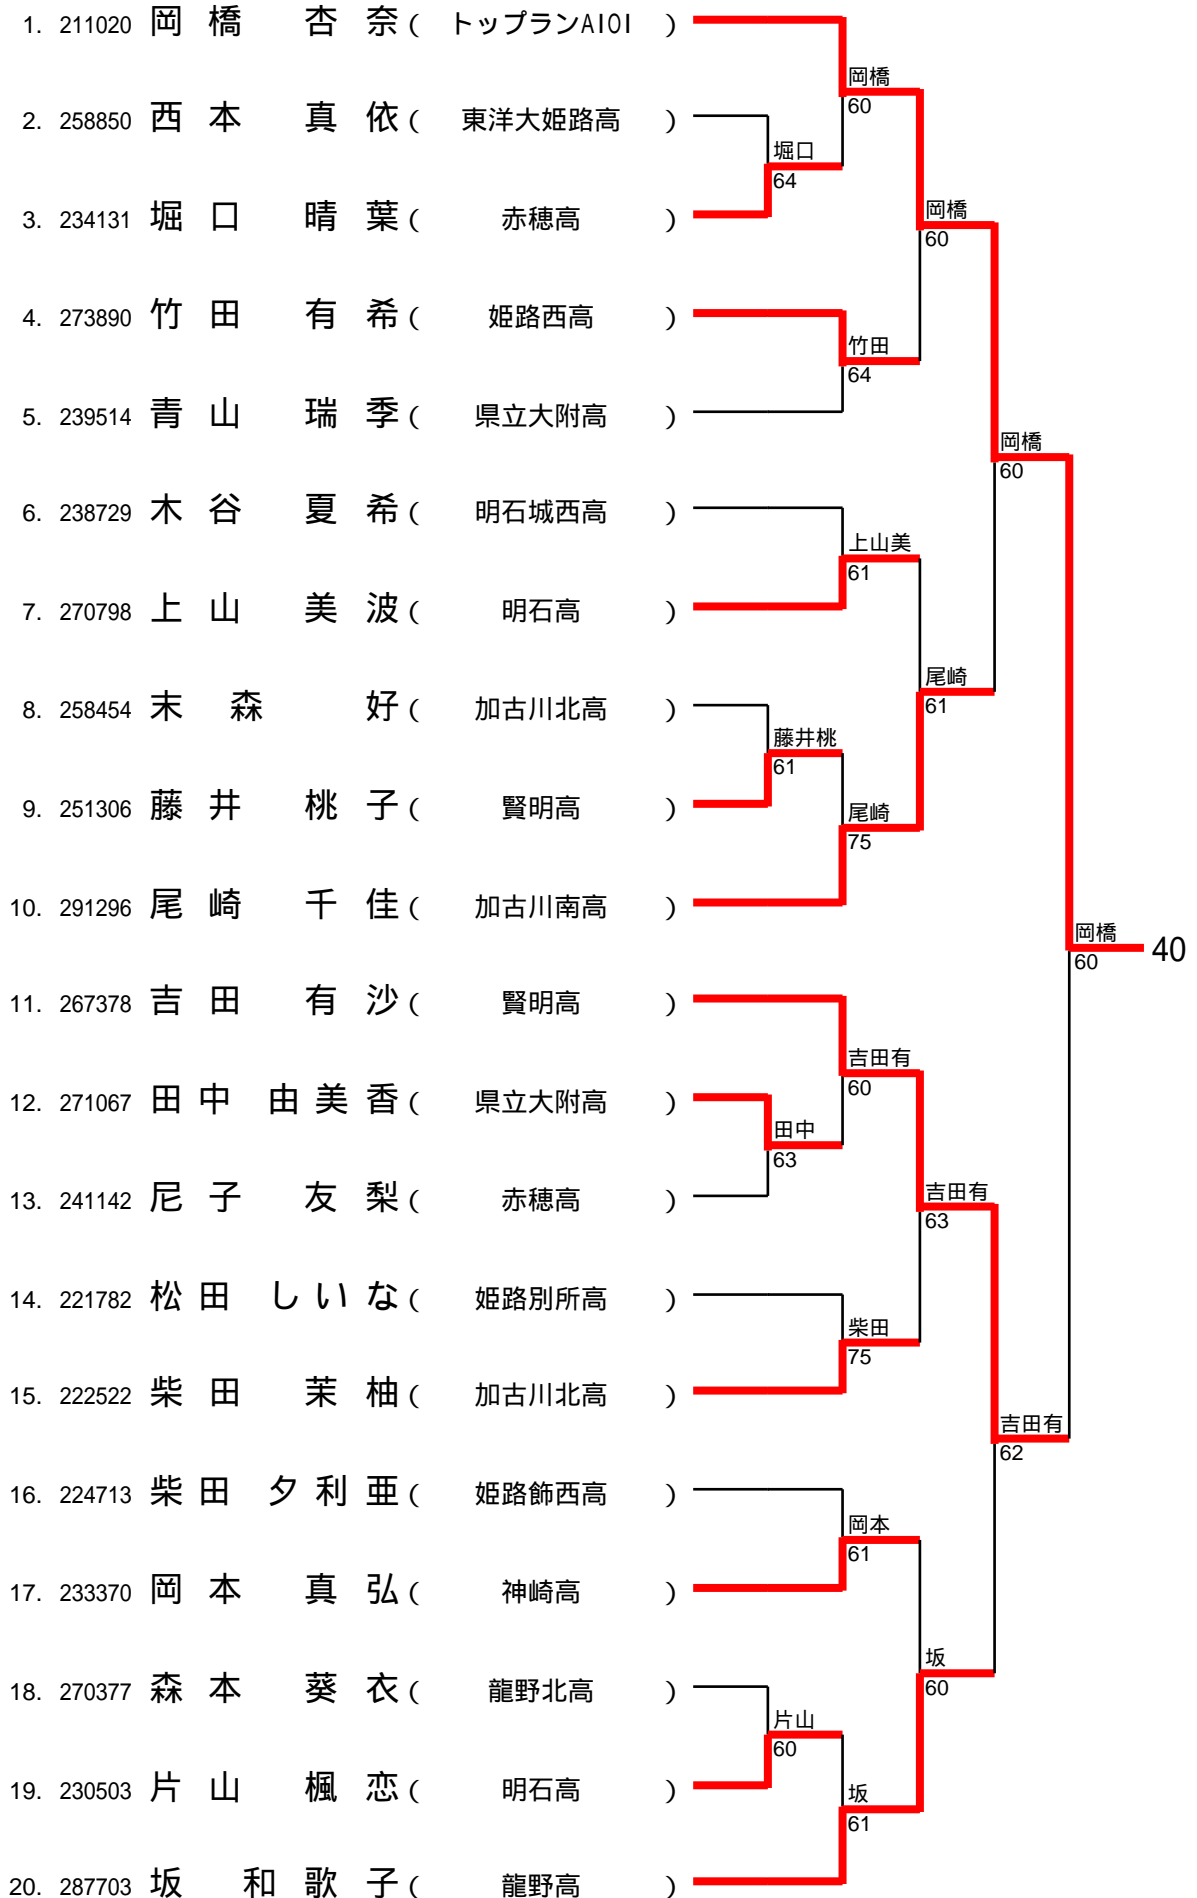 1. 211020 岡橋 杏奈 ( トップランAIOI )
岡橋
60
2. 258850 西本 真依 ( 東洋大姫路高 )
堀口
64
3. 234131 堀口 晴葉 ( 赤穂高 )
岡橋
60
4. 273890 竹田 有希 ( 姫路西高 )
竹田
64
5. 239514 青山 瑞季 ( 県立大附高 )
岡橋
60
6. 238729 木谷 夏希 ( 明石城西高 )
上山美
61
7. 270798 上山 美波 ( 明石高 )
尾崎
61
8. 258454 末森 好 ( 加古川北高 )
藤井桃
61
9. 251306 藤井 桃子 ( 賢明高 )
尾崎
75
10. 291296 尾崎 千佳 ( 加古川南高 )
岡橋
60
40
11. 267378 吉田 有沙 ( 賢明高 )
吉田有
60
12. 271067 田中 由美香 ( 県立大附高 )
田中
63
13. 241142 尼子 友梨 ( 赤穂高 )
吉田有
63
14. 221782 松田 しいな ( 姫路別所高 )
柴田
75
15. 222522 柴田 茉柚 ( 加古川北高 )
吉田有
62
16. 224713 柴田 夕利亜 ( 姫路飾西高 )
岡本
61
17. 233370 岡本 真弘 ( 神崎高 )
坂
60
18. 270377 森本 葵衣 ( 龍野北高 )
片山
60
19. 230503 片山 楓恋 ( 明石高 )
坂
61
20. 287703 坂 和歌子 ( 龍野高 )